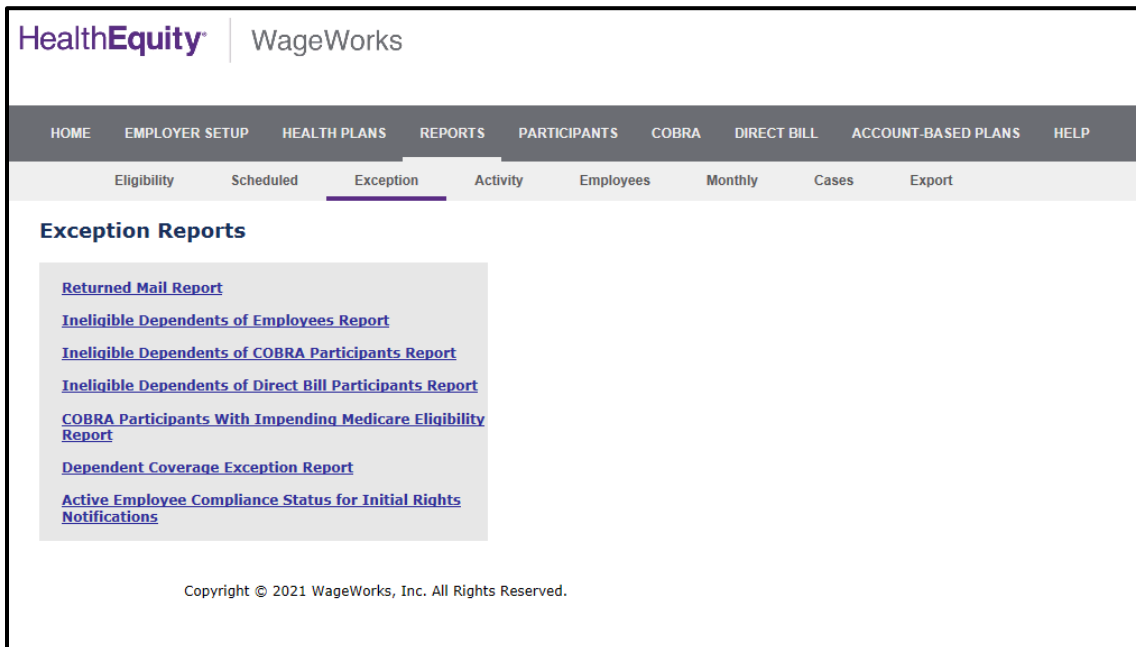 HealthEquity® WageWorks
HOME EMPLOYER SETUP HEALTH PLANS REPORTS PARTICIPANTS COBRA DIRECT BILL ACCOUNT-BASED PLANS HELP
Eligibility Scheduled Exception Activity Employees Monthly Cases Export
Exception Reports
Returned Mail Report
Ineligible Dependents of Employees Report
Ineligible Dependents of COBRA Participants Report
Ineligible Dependents of Direct Bill Participants Report
COBRA Participants With Impending Medicare Eligibility
Report
Dependent Coverage Exception Report
Active Employee Compliance Status for Initial Rights
Notifications
Copyright © 2021 WageWorks, Inc. All Rights Reserved.